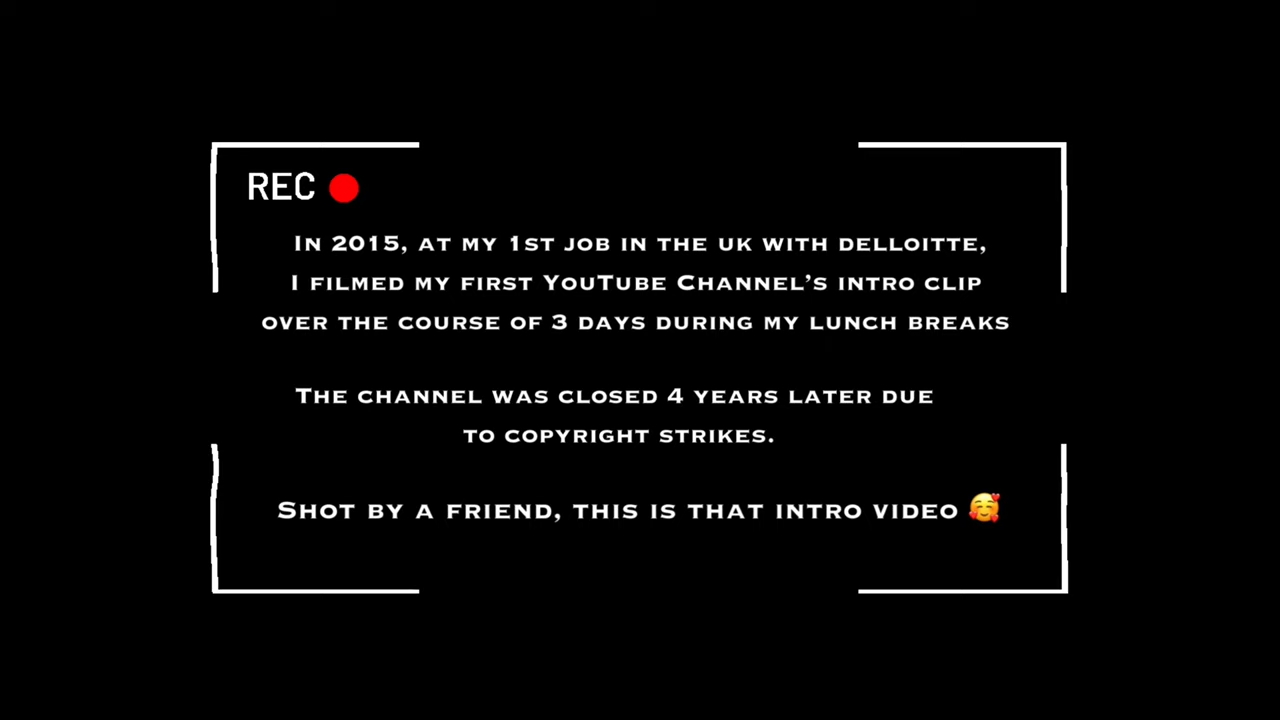 REC
In 2015, at my 1st job in the uk with delloitte,
I filmed my first YouTube Channel’s intro clip
over the course of 3 days during my lunch breaks
The channel was closed 4 years later due
to copyright strikes.
Shot by a friend, this is that intro video 🥰